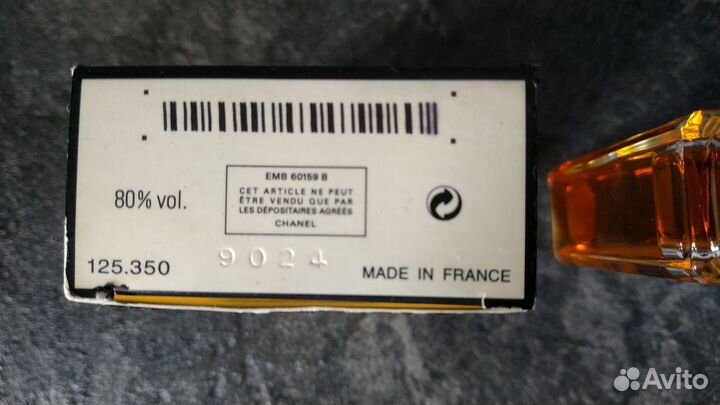 EMB 60159 B
CET ARTICLE NE PEUT
ÊTRE VENDU QUE PAR
LES DÉPOSITAIRES AGRÉÉS
CHANEL
80% vol.
9024
125.350
MADE IN FRANCE
Avito